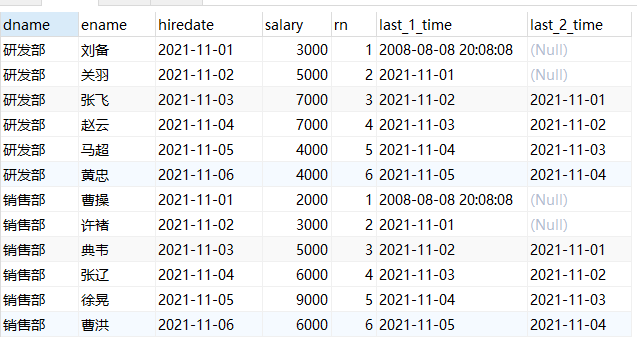 dname ename hiredate salary rn last_1_time last_2_time
研发部 刘备 2021-11-01 3000 1 2008-08-08 20:08:08 (Null)
研发部 关羽 2021-11-02 5000 2 2021-11-01 (Null)
研发部 张飞 2021-11-03 7000 3 2021-11-02 2021-11-01
研发部 赵云 2021-11-04 7000 4 2021-11-03 2021-11-02
研发部 马超 2021-11-05 4000 5 2021-11-04 2021-11-03
研发部 黄忠 2021-11-06 4000 6 2021-11-05 2021-11-04
销售部 曹操 2021-11-01 2000 1 2008-08-08 20:08:08 (Null)
销售部 许褚 2021-11-02 3000 2 2021-11-01 (Null)
销售部 典韦 2021-11-03 5000 3 2021-11-02 2021-11-01
销售部 张辽 2021-11-04 6000 4 2021-11-03 2021-11-02
销售部 徐晃 2021-11-05 9000 5 2021-11-04 2021-11-03
销售部 曹洪 2021-11-06 6000 6 2021-11-05 2021-11-04